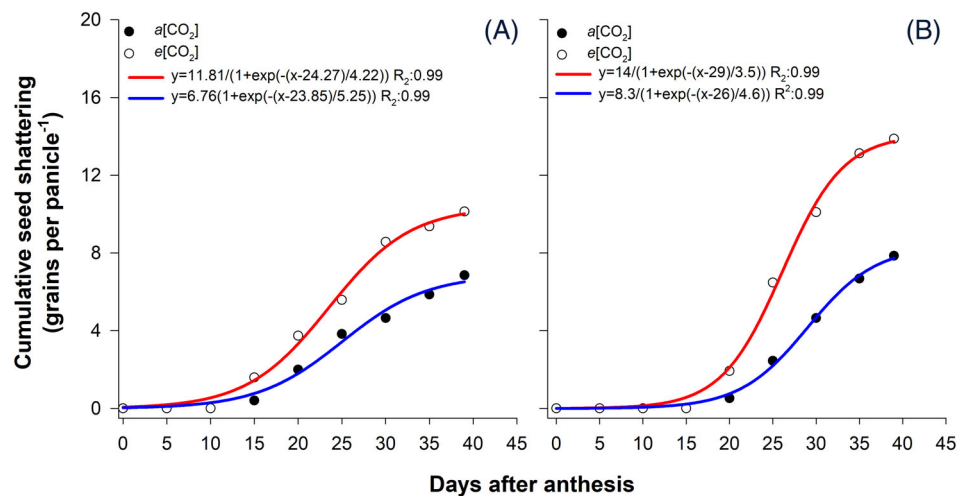 Cumulative seed shattering
(grains per panicle⁻¹)
20
16
12
8
4
0
(A)
a[CO₂]
e[CO₂]
y=11.81/(1+exp(-(x-24.27)/4.22)) R₂:0.99
y=6.76(1+exp(-(x-23.85)/5.25)) R₂:0.99
0 5 10 15 20 25 30 35 40 45
(B)
a[CO₂]
e[CO₂]
y=14/(1+exp(-(x-29)/3.5)) R₂:0.99
y=8.3/(1+exp(-(x-26)/4.6)) R²:0.99
0 5 10 15 20 25 30 35 40 45
Days after anthesis